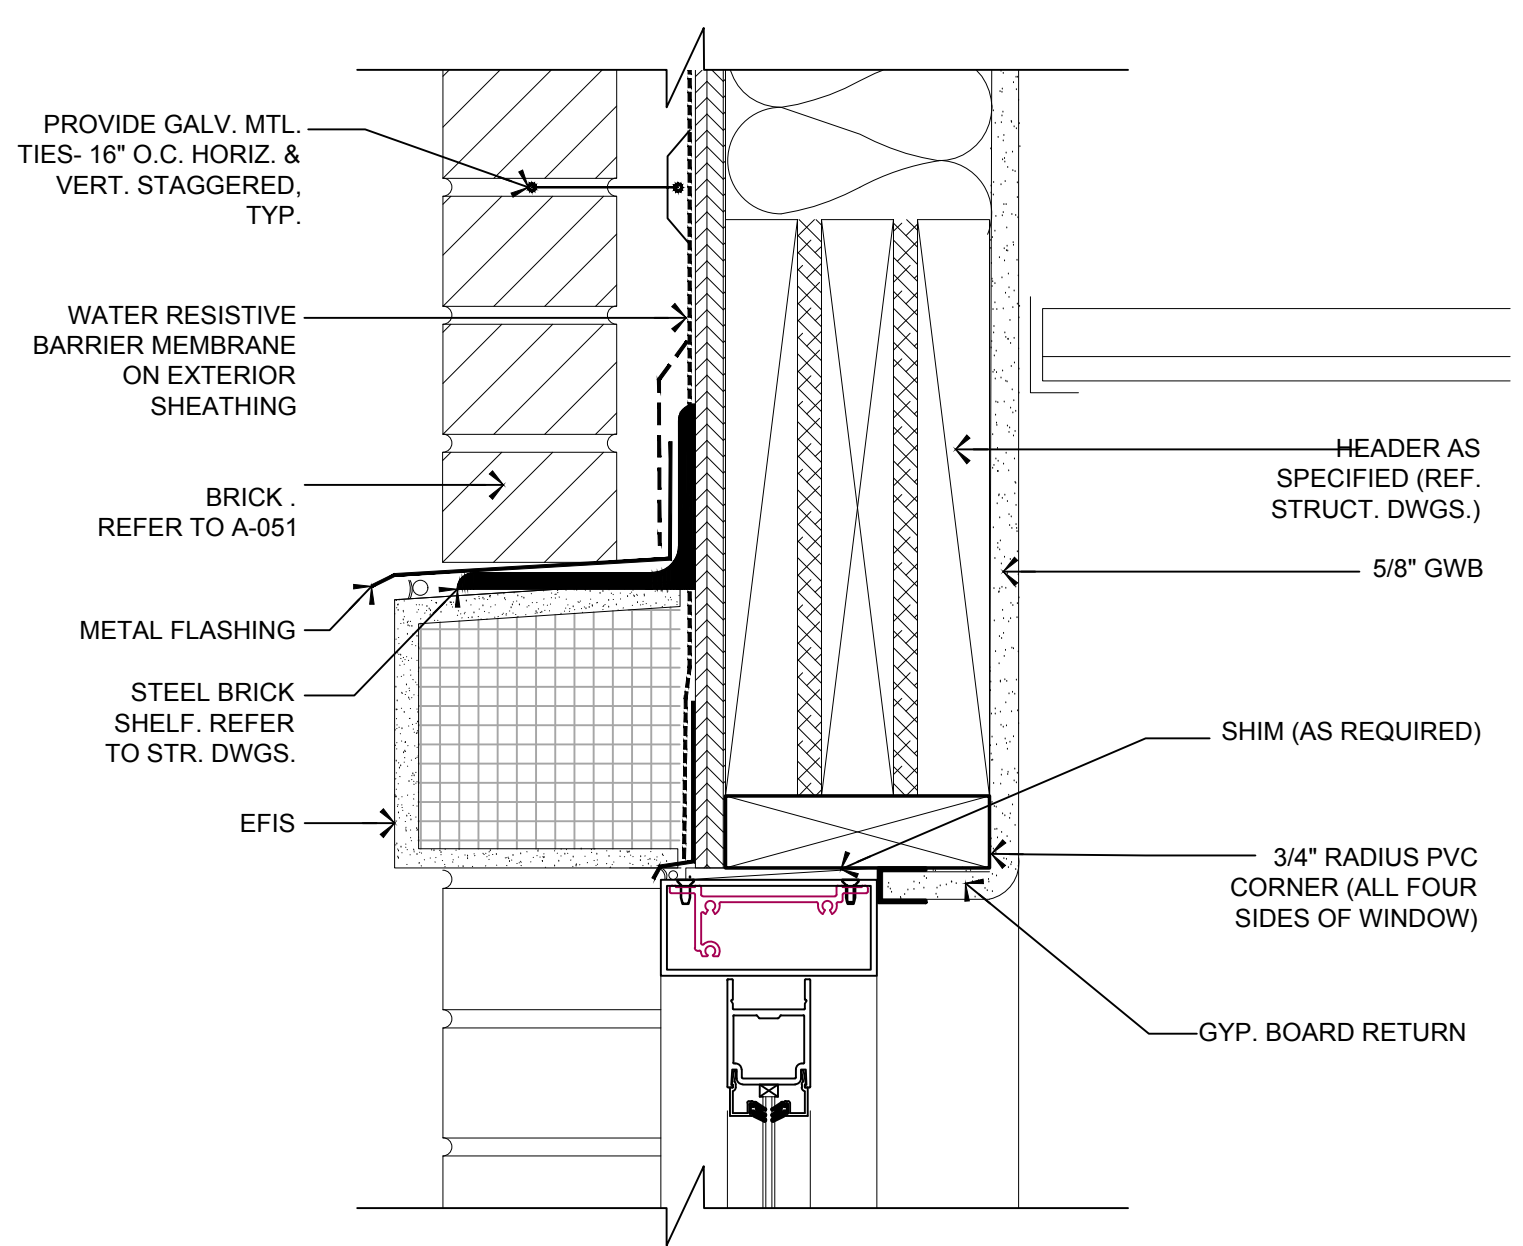 PROVIDE GALV. MTL.
TIES- 16" O.C. HORIZ. &
VERT. STAGGERED,
TYP.
WATER RESISTIVE
BARRIER MEMBRANE
ON EXTERIOR
SHEATHING
BRICK .
REFER TO A-051
METAL FLASHING
STEEL BRICK
SHELF. REFER
TO STR. DWGS.
EFIS
HEADER AS
SPECIFIED (REF.
STRUCT. DWGS.)
5/8" GWB
SHIM (AS REQUIRED)
3/4" RADIUS PVC
CORNER (ALL FOUR
SIDES OF WINDOW)
GYP. BOARD RETURN